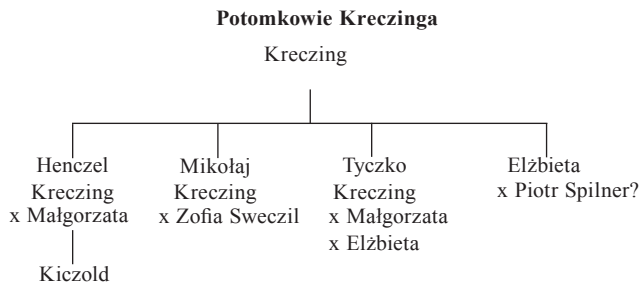 Potomkowie Kreczinga
Kreczing
Henczel
Kreczing
x Małgorzata
Kiczold
Mikołaj
Kreczing
x Zofia Sweczil
Tyczko
Kreczing
x Małgorzata
x Elżbieta
Elżbieta
x Piotr Spilner?